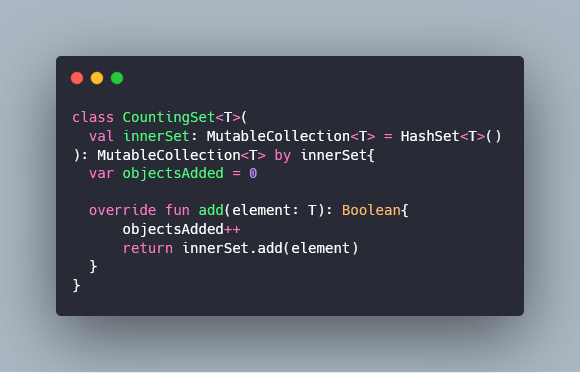 class CountingSet<T>(
  val innerSet: MutableCollection<T> = HashSet<T>()
): MutableCollection<T> by innerSet{
  var objectsAdded = 0

  override fun add(element: T): Boolean{
      objectsAdded++
      return innerSet.add(element)
  }
}